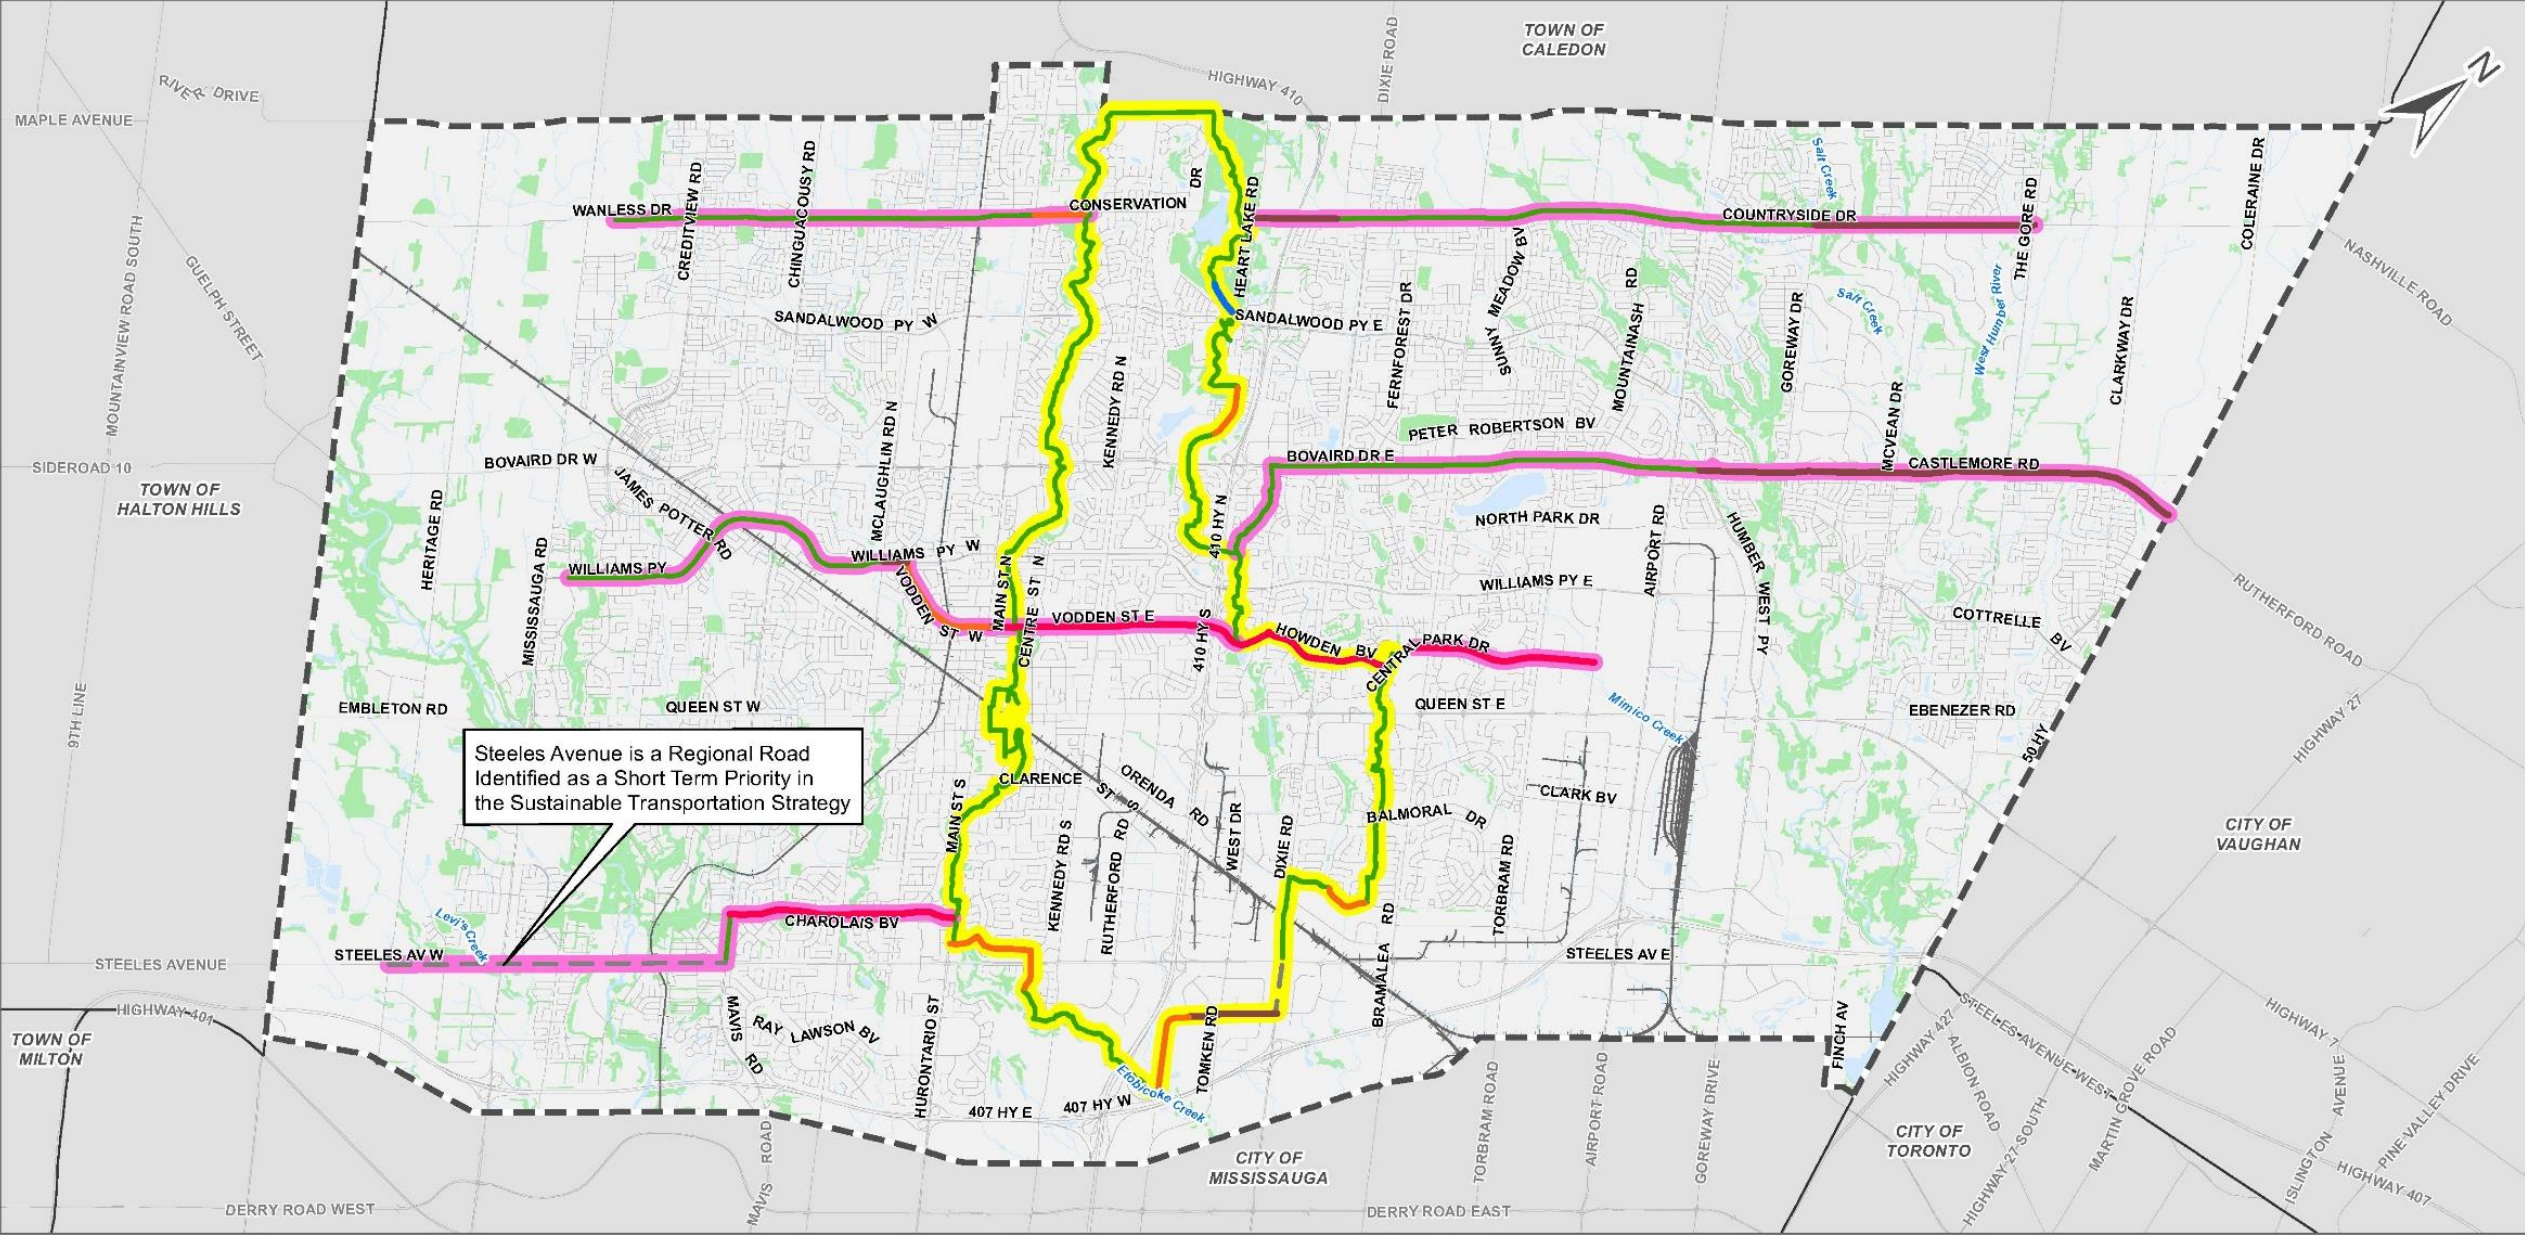 TOWN OF
CALEDON
DIXIE ROAD
HIGHWAY 410
RIVER DRIVE
MAPLE AVENUE
N
MOUNTAINVIEW ROAD SOUTH
GUELPH STREET
WANLESS DR
CREDITVIEW RD
CHINGUACOUSY RD
CONSERVATION
DR
HEART LAKE RD
COUNTRYSIDE DR
Salt Creek
THE GORE RD
COLERAINE DR
NASHVILLE ROAD
SANDALWOOD PY W
SANDALWOOD PY E
KENNEDY RD N
FERNFOREST DR
SUNNY MEADOW BV
MOUNTAINASH RD
GOREWAY DR
Salt Creek
West Humber River
CLARKWAY DR
MCVEAN DR
SIDEROAD 10
TOWN OF
HALTON HILLS
BOVAIRD DR W
JAMES POTTER RD
MCLAUGHLIN RD N
PETER ROBERTSON BV
BOVAIRD DR E
CASTLEMORE RD
410 HY N
NORTH PARK DR
HERITAGE RD
MISSISSAUGA RD
WILLIAMS PY
WILLIAMS PY W
VODDEN ST W
MAIN ST N
CENTRE ST N
VODDEN ST E
410 HY S
WILLIAMS PY E
AIRPORT RD
HUMBER WEST PY
COTTRELLE BV
RUTHERFORD ROAD
HOWDEN BV
CENTRAL PARK DR
9TH LINE
EMBLETON RD
QUEEN ST W
QUEEN ST E
Mimico Creek
EBENEZER RD
50 HY
HIGHWAY 27
Steeles Avenue is a Regional Road
Identified as a Short Term Priority in
the Sustainable Transportation Strategy
CLARENCE
ST
S
ORENDA RD
MAIN ST S
KENNEDY RD S
RUTHERFORD RD
WEST DR
DIXIE RD
BALMORAL DR
CLARK BV
TORBRAM RD
CITY OF
VAUGHAN
Levi's Creek
CHAROLAIS BV
STEELES AVENUE
STEELES AV W
STEELES AV E
BRAMALEA RD
HIGHWAY 401
TOWN OF
MILTON
MAVIS RD
RAY LAWSON BV
HURONTARIO ST
TOMKEN RD
Etobicoke Creek
407 HY E
407 HY W
FINCH AV
HIGHWAY 427
STEELES AVENUE WEST
ALBION ROAD
HIGHWAY 7
MARTIN GROVE ROAD
HIGHWAY 27 SOUTH
ISLINGTON AVENUE
PINE VALLEY DRIVE
HIGHWAY 407
CITY OF
TORONTO
CITY OF
MISSISSAUGA
TORBRAM ROAD
AIRPORT ROAD
GOREWAY DRIVE
MAVIS ROAD
DERRY ROAD WEST
DERRY ROAD EAST